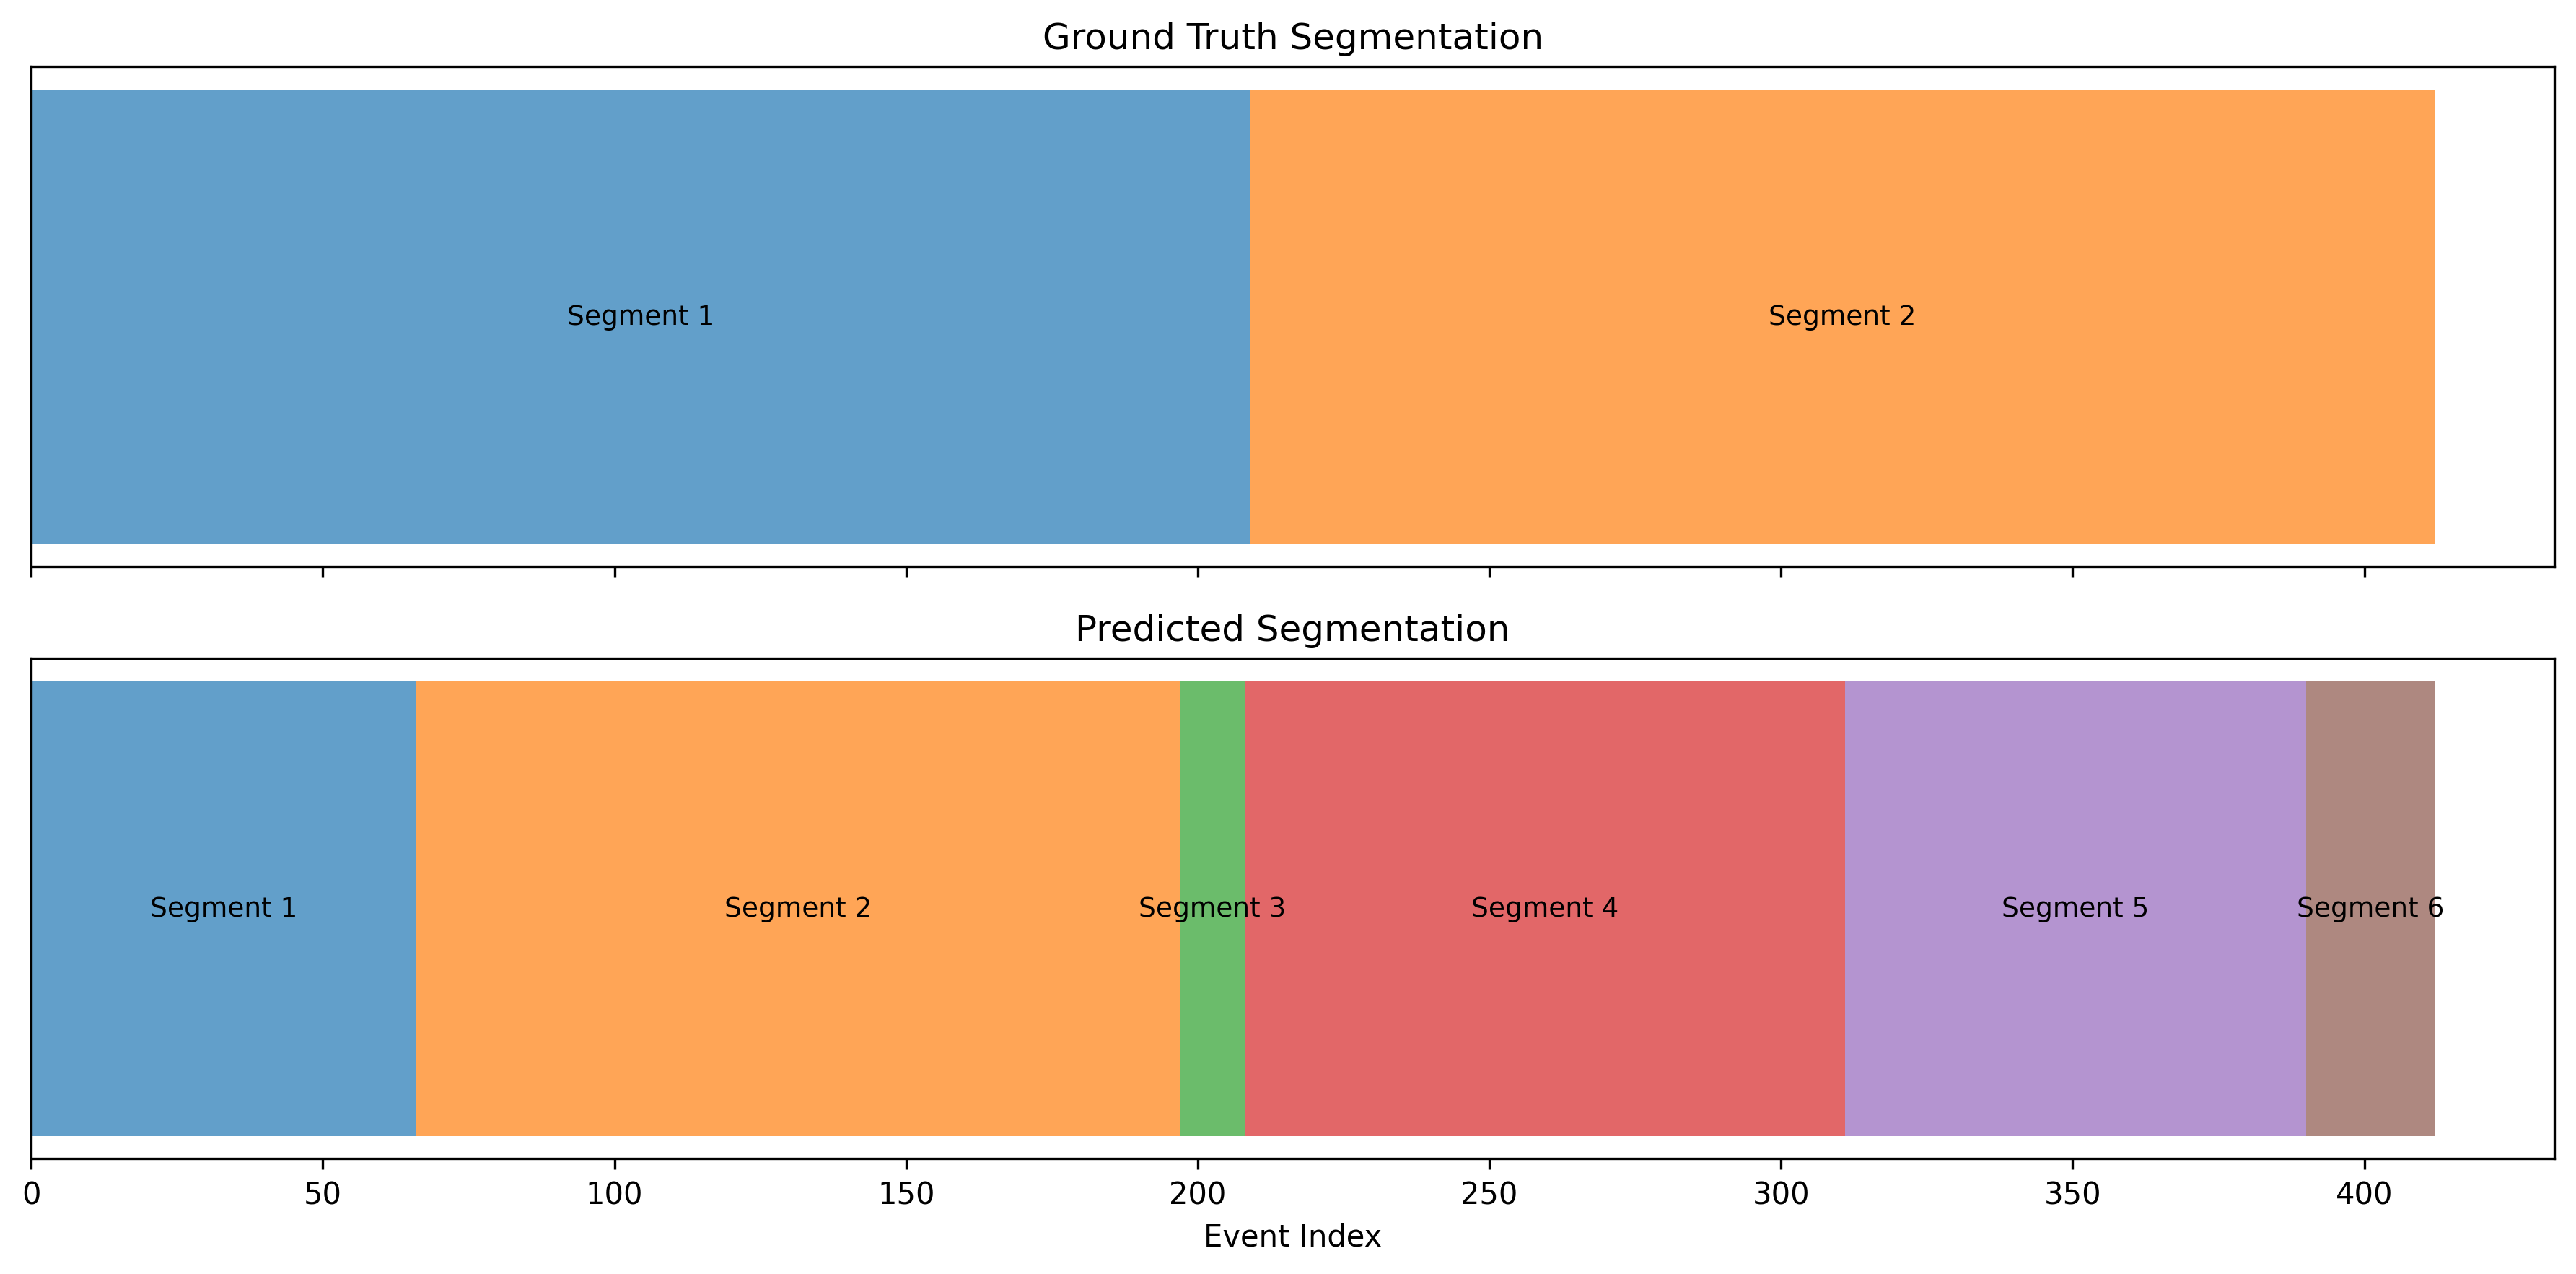 Ground Truth Segmentation
Segment 1 Segment 2
Predicted Segmentation
Segment 1 Segment 2 Segment 3 Segment 4 Segment 5 Segment 6
0 50 100 150 200 250 300 350 400
Event Index